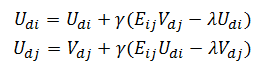 U_{di} = U_{di} + γ(E_{ij}V_{dj} − λU_{di})
U_{dj} = V_{dj} + γ(E_{ij}U_{di} − λV_{dj})